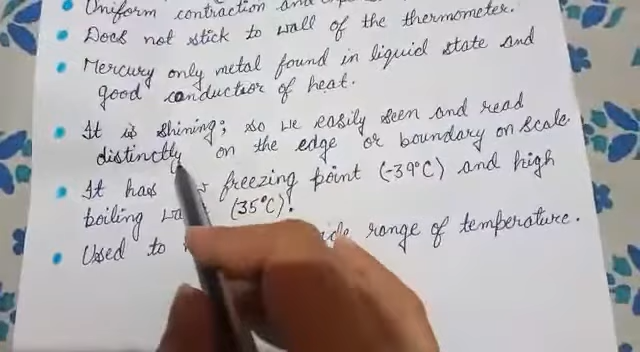 Uniform contraction and
Does not stick to wall of the thermometer.
Mercury only metal found in liquid state and
good conductior of heat.
It is shining; so we easily seen and read
distinctly on the edge or boundary on scale
It has freezing point (-39°C) and high
boiling (35°C)!
Used to range of temperature.